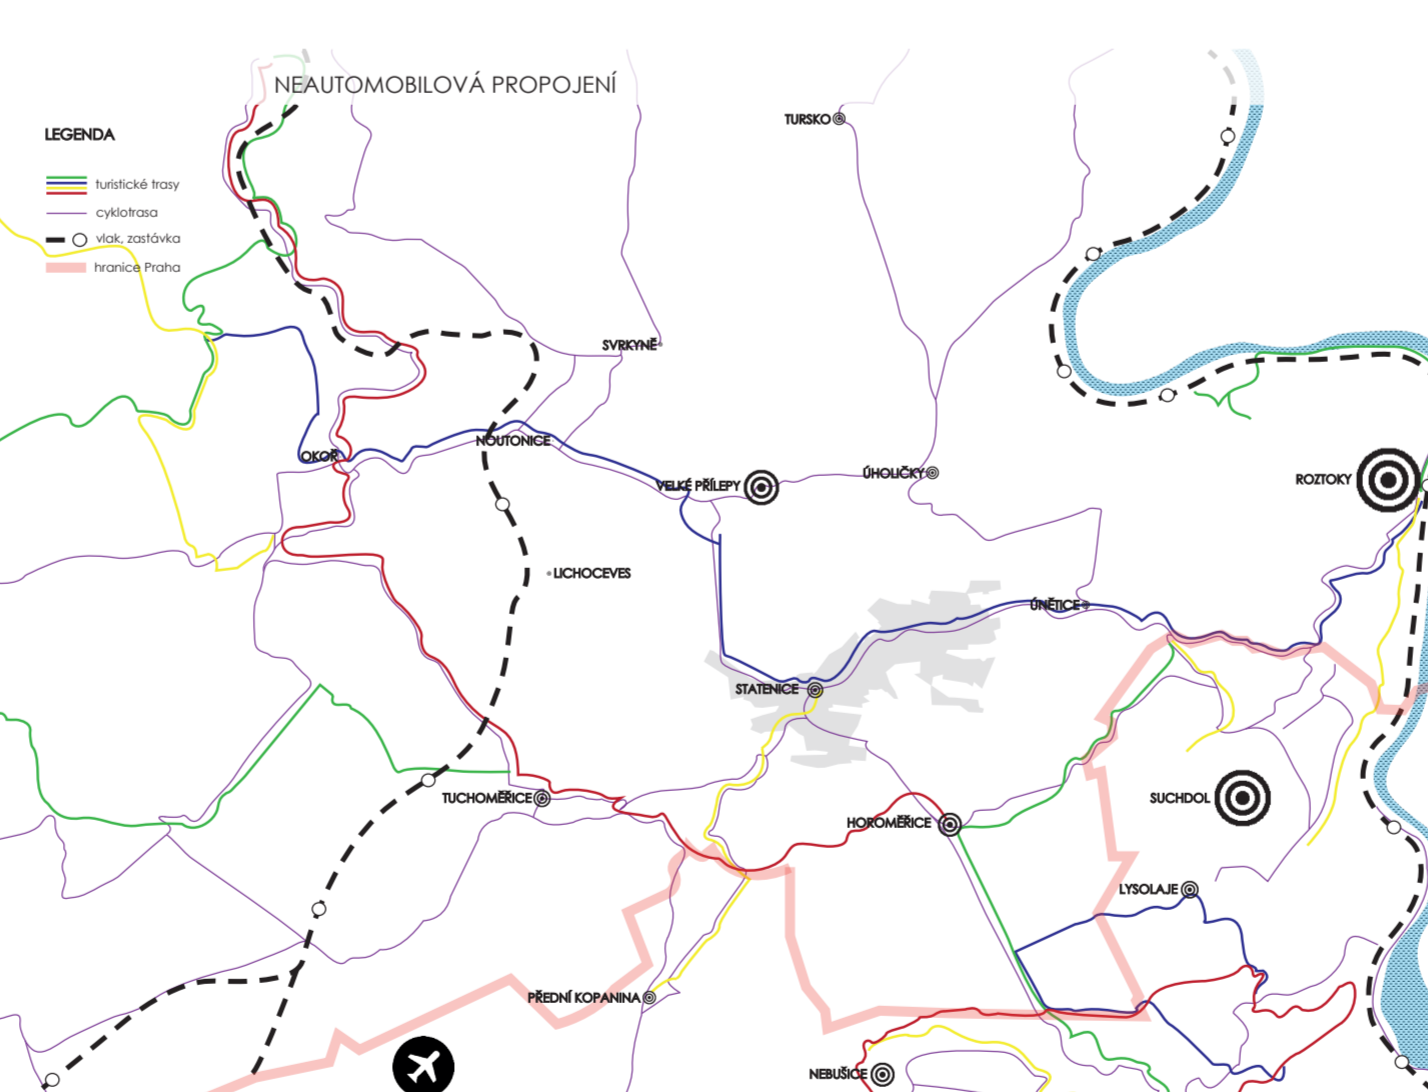 NEAUTOMOBILOVÁ PROPOJENÍ
LEGENDA
turistické trasy
cyklotrasa
vlak, zastávka
hranice Praha
TURSKO
SVRKYNĚ
OKOŘ
NOUTONICE
VELKÉ PŘÍLEPY
ÚHOLIČKY
ROZTOKY
LICHOCEVES
ÚNĚTICE
STATENICE
TUCHOMĚŘICE
HOROMĚŘICE
SUCHDOL
LYSOLAJE
PŘEDNÍ KOPANINA
NEBUŠICE